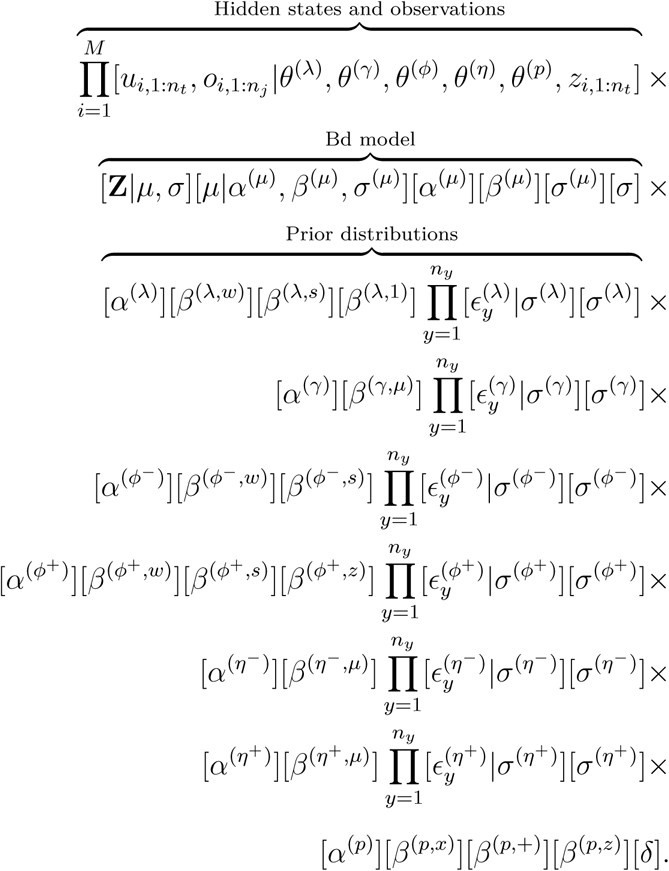 Hidden states and observations
\prod_{i=1}^{M} [u_{i,1:n_t}, o_{i,1:n_j} | \theta^{(\lambda)}, \theta^{(\gamma)}, \theta^{(\phi)}, \theta^{(\eta)}, \theta^{(p)}, z_{i,1:n_t}] \times
Bd model
[\mathbf{Z}|\mu, \sigma][\mu|\alpha^{(\mu)}, \beta^{(\mu)}, \sigma^{(\mu)}][\alpha^{(\mu)}][\beta^{(\mu)}][\sigma^{(\mu)}][\sigma] \times
Prior distributions
[\alpha^{(\lambda)}][\beta^{(\lambda,w)}][\beta^{(\lambda,s)}][\beta^{(\lambda,1)}] \prod_{y=1}^{n_y} [\epsilon_y^{(\lambda)}|\sigma^{(\lambda)}][\sigma^{(\lambda)}] \times
[\alpha^{(\gamma)}][\beta^{(\gamma,\mu)}] \prod_{y=1}^{n_y} [\epsilon_y^{(\gamma)}|\sigma^{(\gamma)}][\sigma^{(\gamma)}] \times
[\alpha^{(\phi^-)}][\beta^{(\phi^-,w)}][\beta^{(\phi^-,s)}] \prod_{y=1}^{n_y} [\epsilon_y^{(\phi^-)}|\sigma^{(\phi^-)}][\sigma^{(\phi^-)}] \times
[\alpha^{(\phi^+)}][\beta^{(\phi^+,w)}][\beta^{(\phi^+,s)}][\beta^{(\phi^+,z)}] \prod_{y=1}^{n_y} [\epsilon_y^{(\phi^+)}|\sigma^{(\phi^+)}][\sigma^{(\phi^+)}] \times
[\alpha^{(\eta^-)}][\beta^{(\eta^-,\mu)}] \prod_{y=1}^{n_y} [\epsilon_y^{(\eta^-)}|\sigma^{(\eta^-)}][\sigma^{(\eta^-)}] \times
[\alpha^{(\eta^+)}][\beta^{(\eta^+,\mu)}] \prod_{y=1}^{n_y} [\epsilon_y^{(\eta^+)}|\sigma^{(\eta^+)}][\sigma^{(\eta^+)}] \times
[\alpha^{(p)}][\beta^{(p,x)}][\beta^{(p,+)}][\beta^{(p,z)}][\delta].